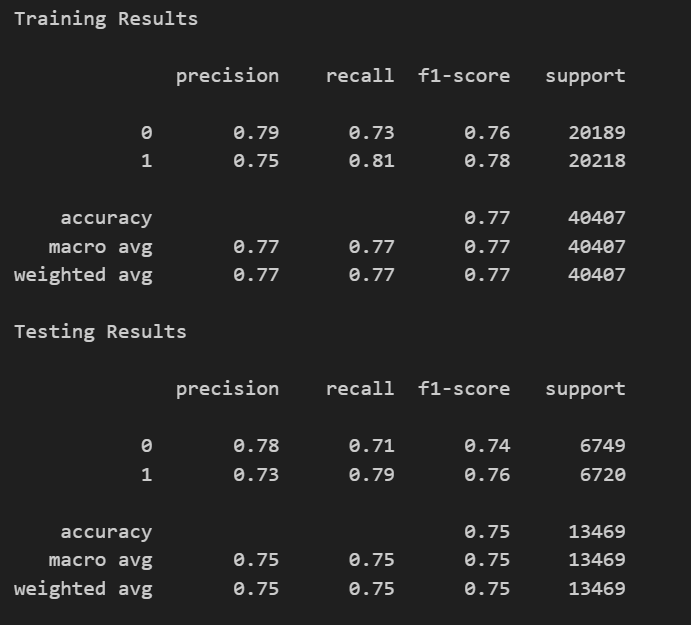 Training Results
precision recall f1-score support
0 0.79 0.73 0.76 20189
1 0.75 0.81 0.78 20218
accuracy 0.77 40407
macro avg 0.77 0.77 0.77 40407
weighted avg 0.77 0.77 0.77 40407
Testing Results
precision recall f1-score support
0 0.78 0.71 0.74 6749
1 0.73 0.79 0.76 6720
accuracy 0.75 13469
macro avg 0.75 0.75 0.75 13469
weighted avg 0.75 0.75 0.75 13469